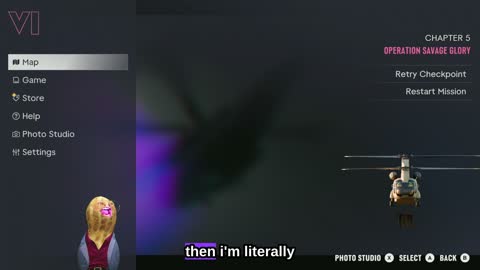 VI
Map
Game
Store
Help
Photo Studio
Settings
CHAPTER 5
OPERATION SAVAGE GLORY
Retry Checkpoint
Restart Mission
then i'm literally
PHOTO STUDIO X SELECT A BACK B